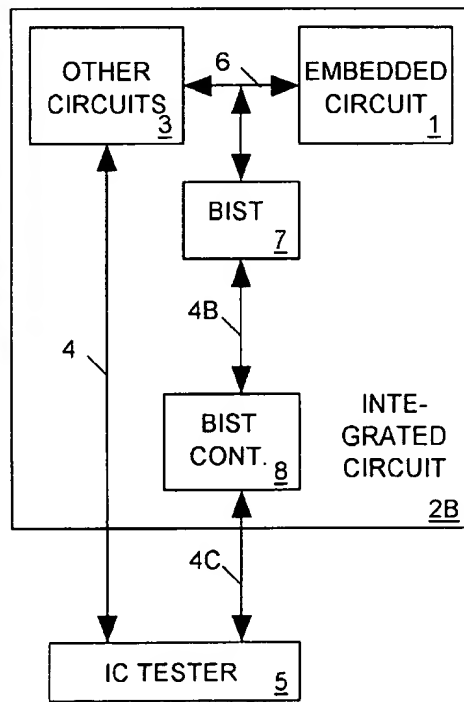 OTHER
CIRCUITS
3
6
EMBEDDED
CIRCUIT
1
BIST
7
4B
4
BIST
CONT.
8
INTE-
GRATED
CIRCUIT
2B
4C
IC TESTER
5